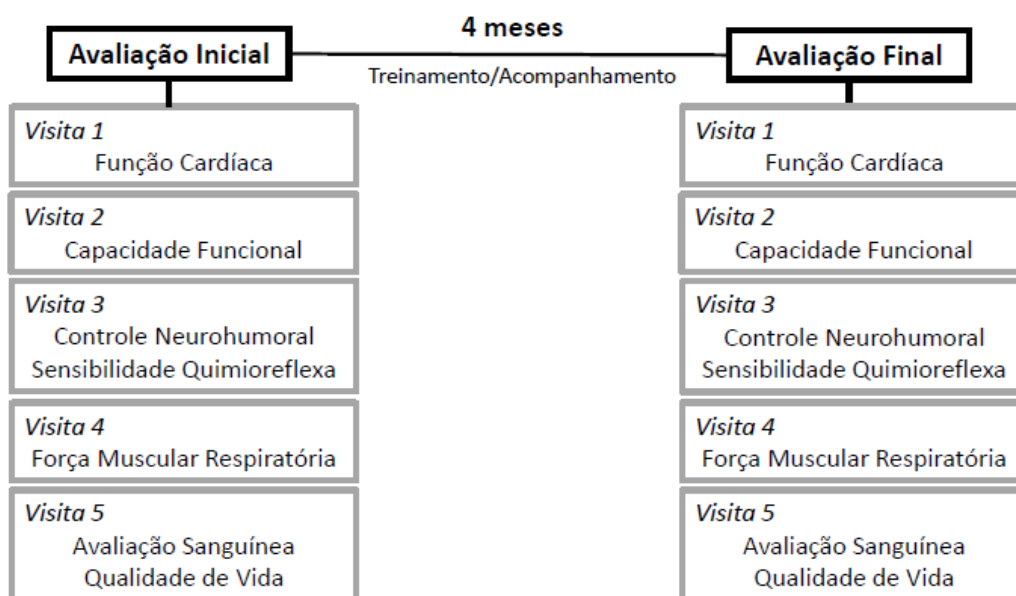 4 meses
Avaliação Inicial
Treinamento/Acompanhamento
Avaliação Final
Visita 1
Função Cardíaca
Visita 2
Capacidade Funcional
Visita 3
Controle Neurohumoral
Sensibilidade Quimioreflexa
Visita 4
Força Muscular Respiratória
Visita 5
Avaliação Sanguínea
Qualidade de Vida
Visita 1
Função Cardíaca
Visita 2
Capacidade Funcional
Visita 3
Controle Neurohumoral
Sensibilidade Quimioreflexa
Visita 4
Força Muscular Respiratória
Visita 5
Avaliação Sanguínea
Qualidade de Vida